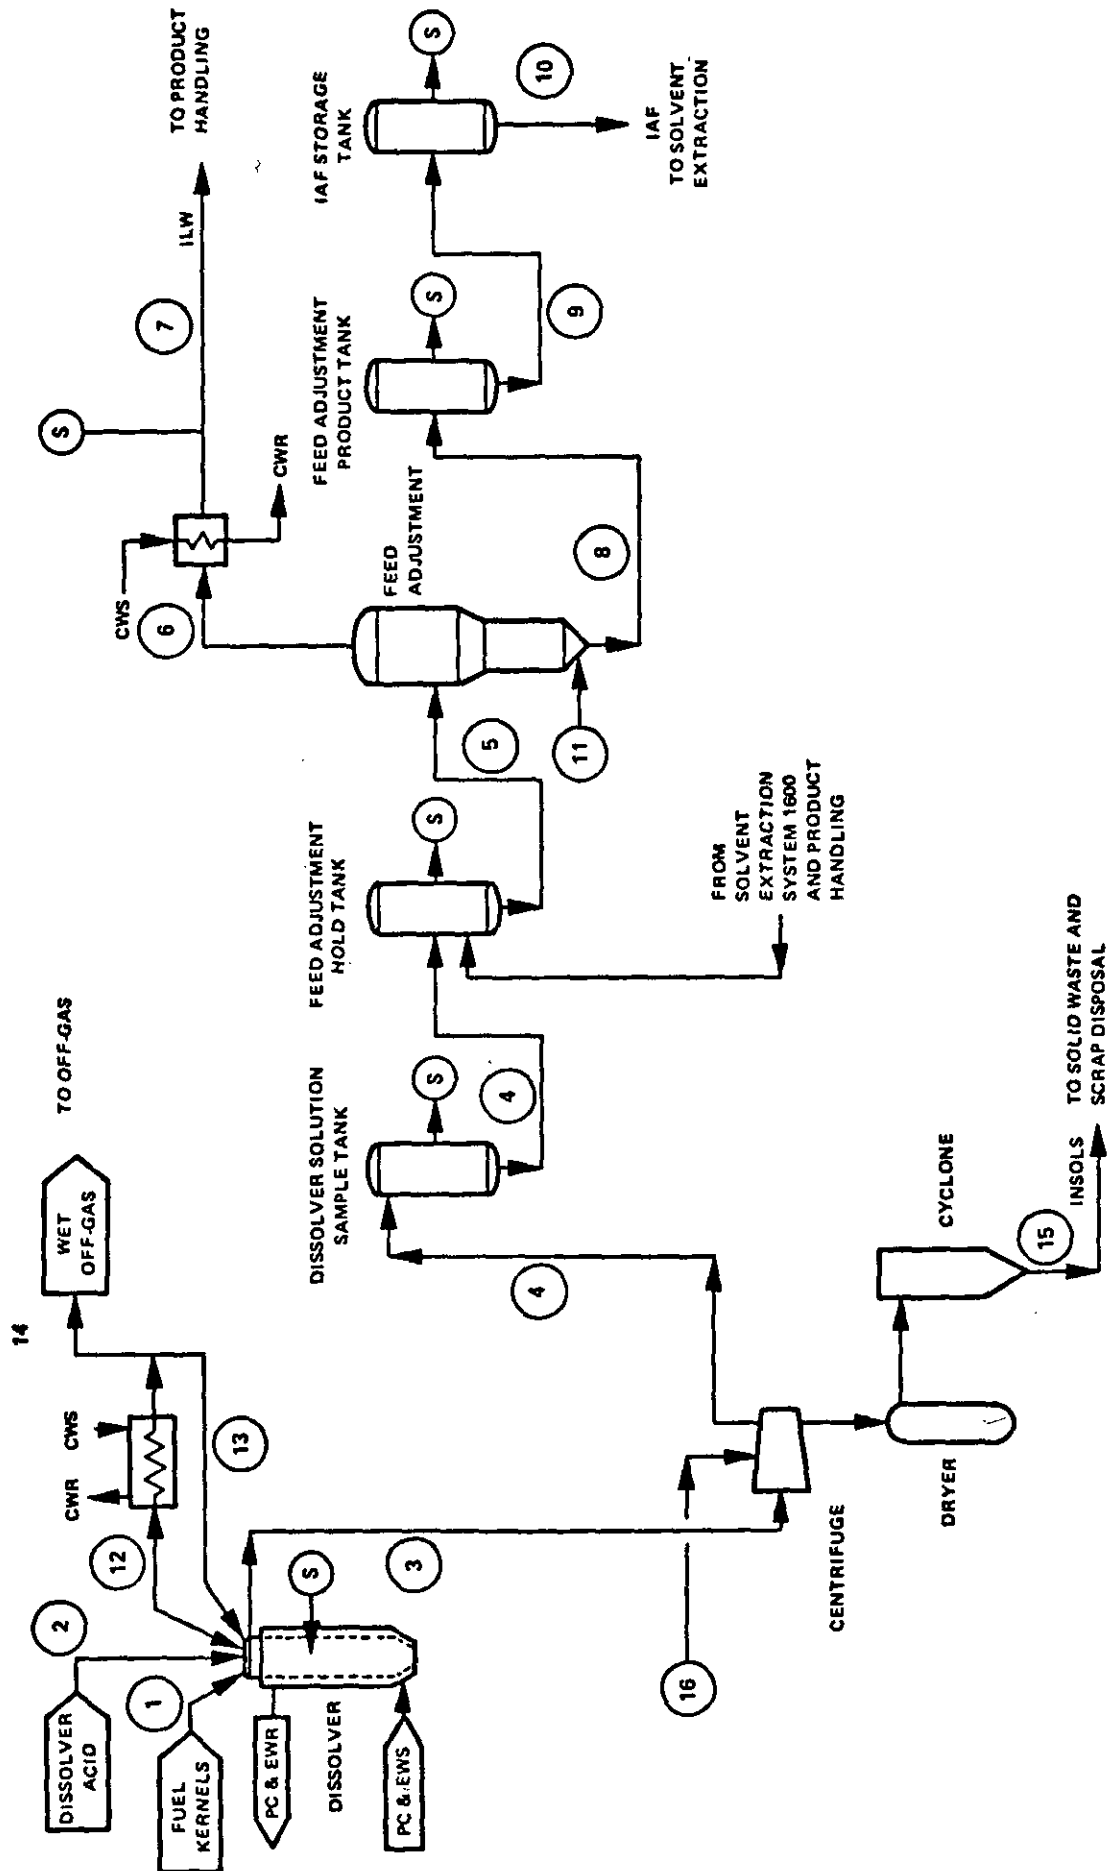 DISSOLVER
ACID
2
FUEL
KERNELS
1
12
CWR
CWS
13
14
WET
OFF-GAS
TO OFF-GAS
PC & EWR
DISSOLVER
PC & EWS
S
3
16
CENTRIFUGE
DRYER
CYCLONE
15
INSOLS
TO SOLID WASTE AND
SCRAP DISPOSAL
4
DISSOLVER SOLUTION
SAMPLE TANK
S
4
FEED ADJUSTMENT
HOLD TANK
S
FROM
SOLVENT
EXTRACTION
SYSTEM 1600
AND PRODUCT
HANDLING
5
11
FEED
ADJUSTMENT
6
CWS
CWR
S
7
ILW
TO PRODUCT
HANDLING
8
FEED ADJUSTMENT
PRODUCT TANK
S
9
IAF STORAGE
TANK
S
10
IAF
TO SOLVENT
EXTRACTION